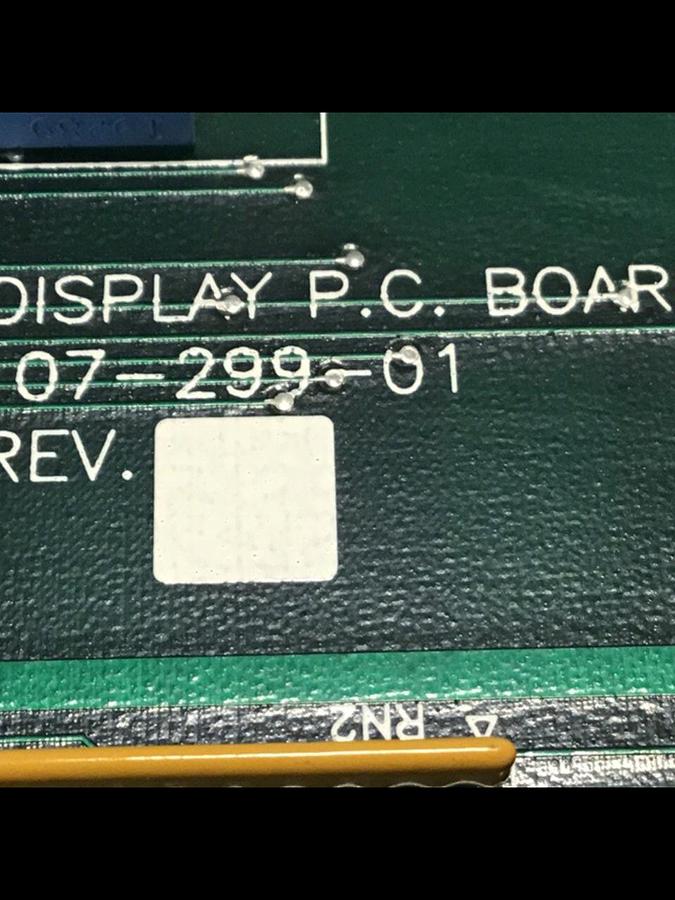 DISPLAY P.C. BOAR
07-299-01
REV.
RN2